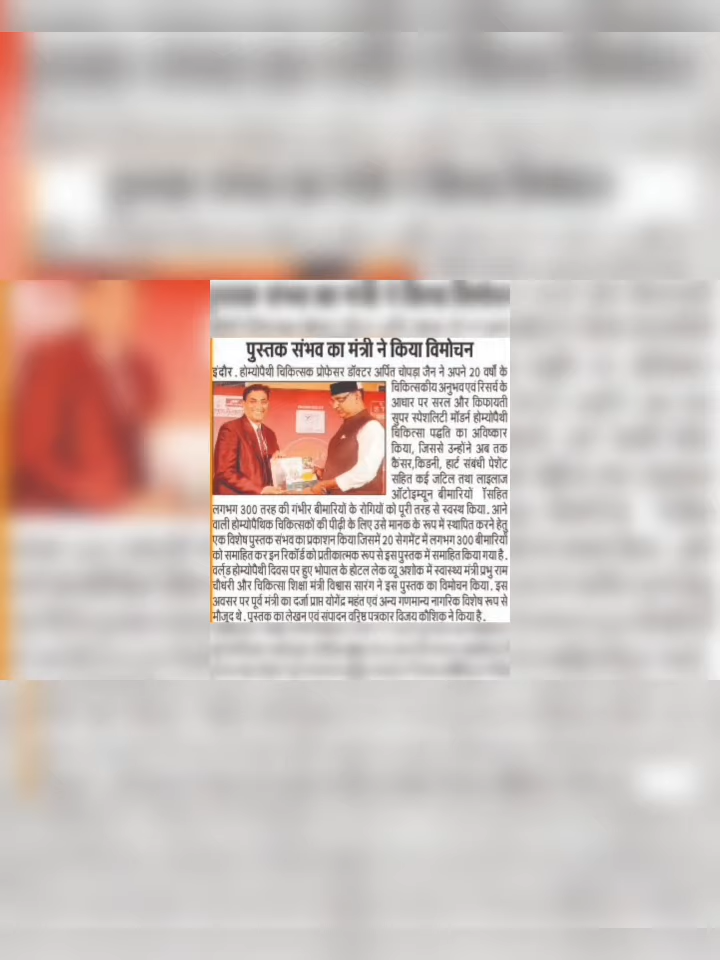 पुस्तक संभव का मंत्री ने किया विमोचन
इंदौर. होम्योपैथी चिकित्सक प्रोफेसर डॉक्टर अर्पित चोपड़ा जैन ने अपने 20 वर्षों के
चिकित्सकीय अनुभव एवं रिसर्च के
आधार पर सरल और किफायती
सुपर स्पेशलिटी मॉडर्न होम्योपैथी
चिकित्सा पद्धति का अविष्कार
किया, जिससे उन्होंने अब तक
कैंसर,किडनी, हार्ट संबंधी पेशेंट
सहित कई जटिल तथा लाइलाज
ऑटोइम्यून बीमारियों सहित
लगभग 300 तरह की गंभीर बीमारियों के रोगियों को पूरी तरह से स्वस्थ किया. आने
वाली होम्योपैथिक चिकित्सकों की पीढ़ी के लिए उसे मानक के रूप में स्थापित करने हेतु
एक विशेष पुस्तक संभव का प्रकाशन किया जिसमें 20 सेगमेंट में लगभग 300 बीमारियों
को समाहित कर इन रिकॉर्ड को प्रतीकात्मक रूप से इस पुस्तक में समाहित किया गया है.
वर्ल्ड होम्योपैथी दिवस पर हुए भोपाल के होटल लेक व्यू अशोक में स्वास्थ्य मंत्री प्रभु राम
चौधरी और चिकित्सा शिक्षा मंत्री विश्वास सारंग ने इस पुस्तक का विमोचन किया. इस
अवसर पर पूर्व मंत्री का दर्जा प्राप्त योगेंद्र महंत एवं अन्य गणमान्य नागरिक विशेष रूप से
मौजूद थे. पुस्तक का लेखन एवं संपादन वरिष्ठ पत्रकार विजय कौशिक ने किया है.